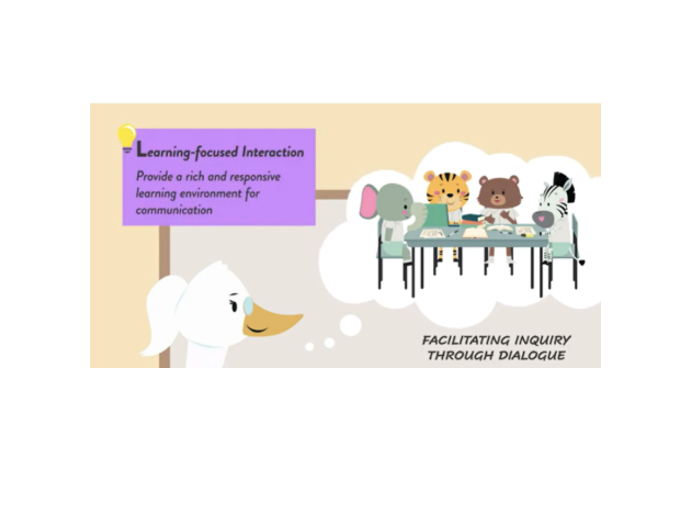 Learning-focused Interaction
Provide a rich and responsive
learning environment for
communication
FACILITATING INQUIRY
THROUGH DIALOGUE